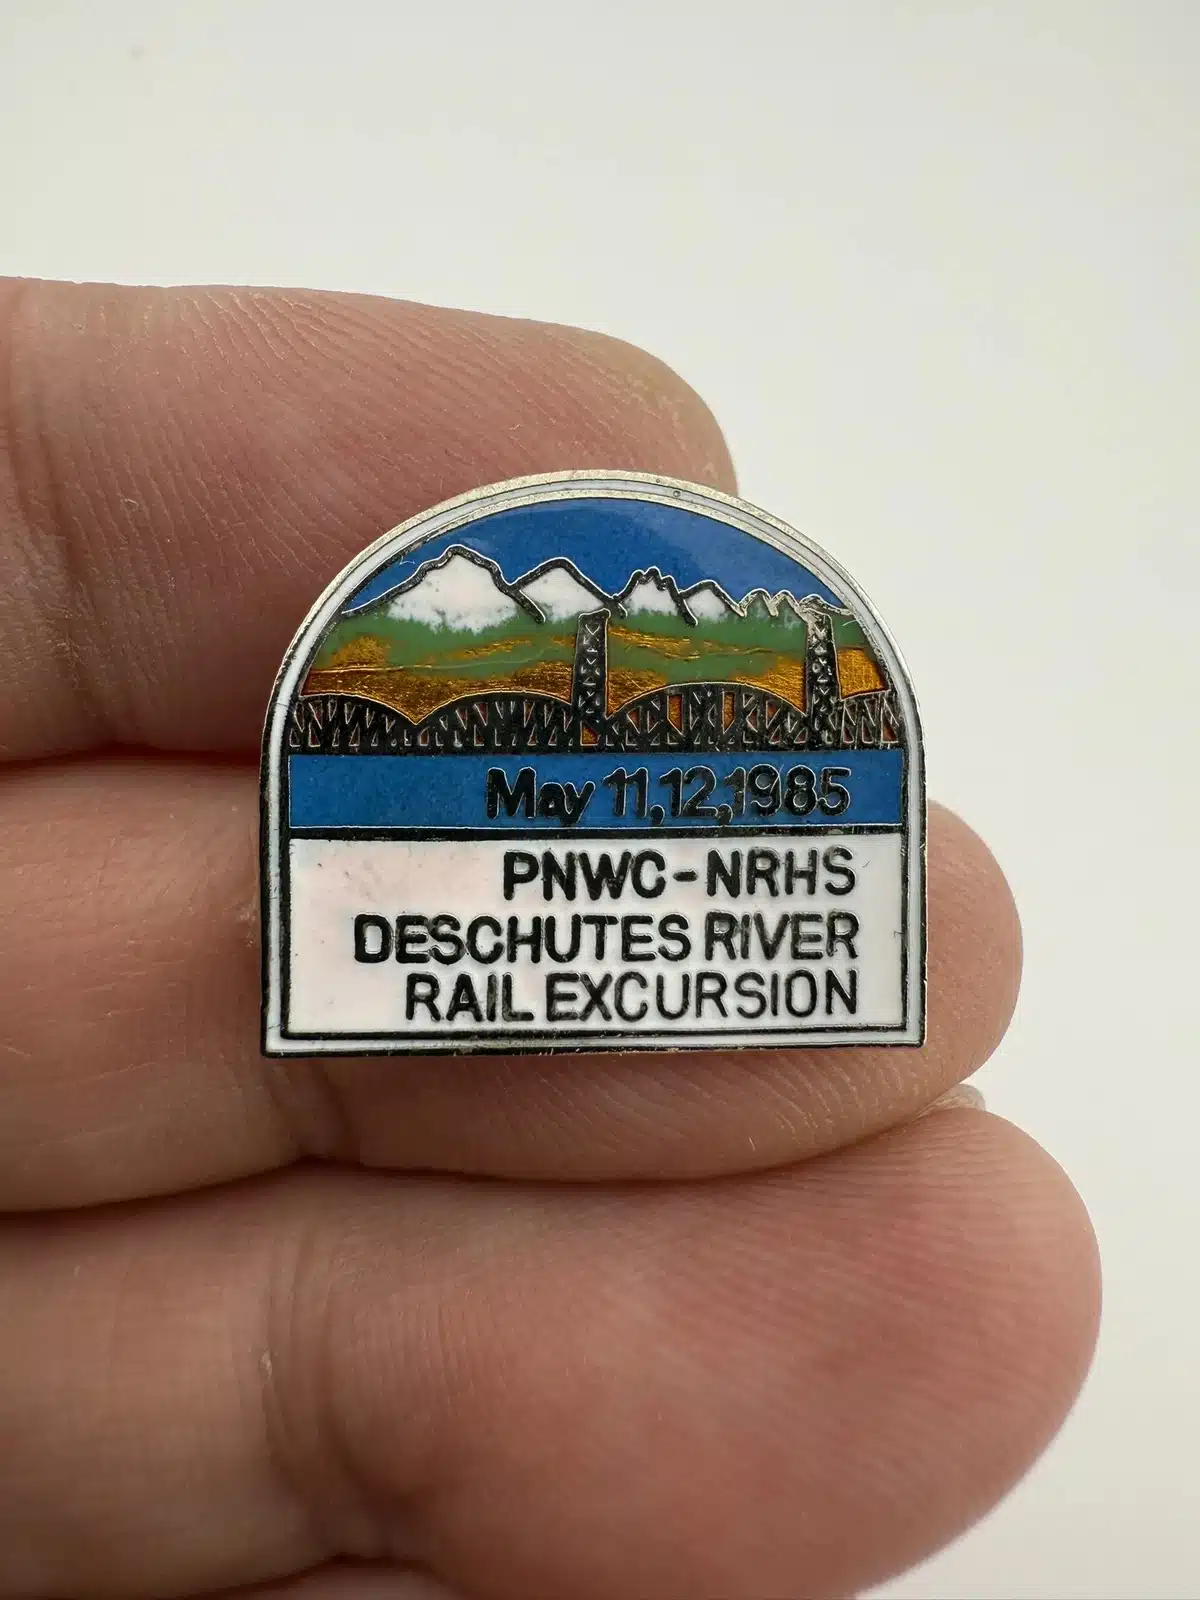 May 11,12,1985
PNWC-NRHS
DESCHUTES RIVER
RAIL EXCURSION